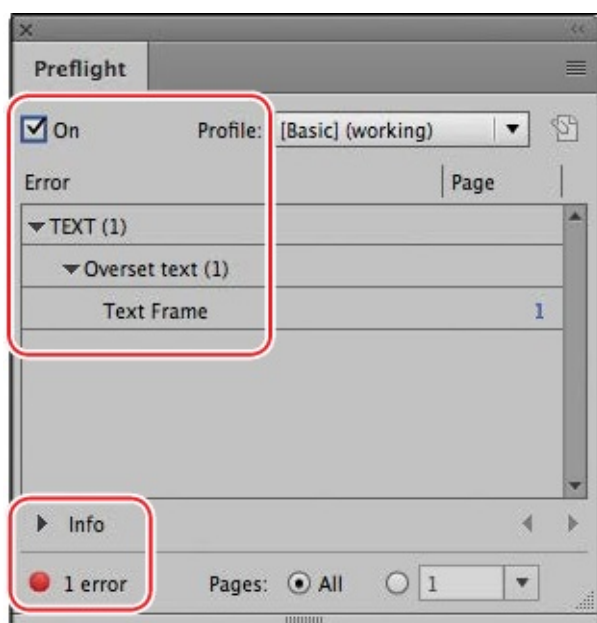 Preflight
On Profile: [Basic] (working)
Error Page
TEXT (1)
Overset text (1)
Text Frame 1
Info
1 error Pages: All 1